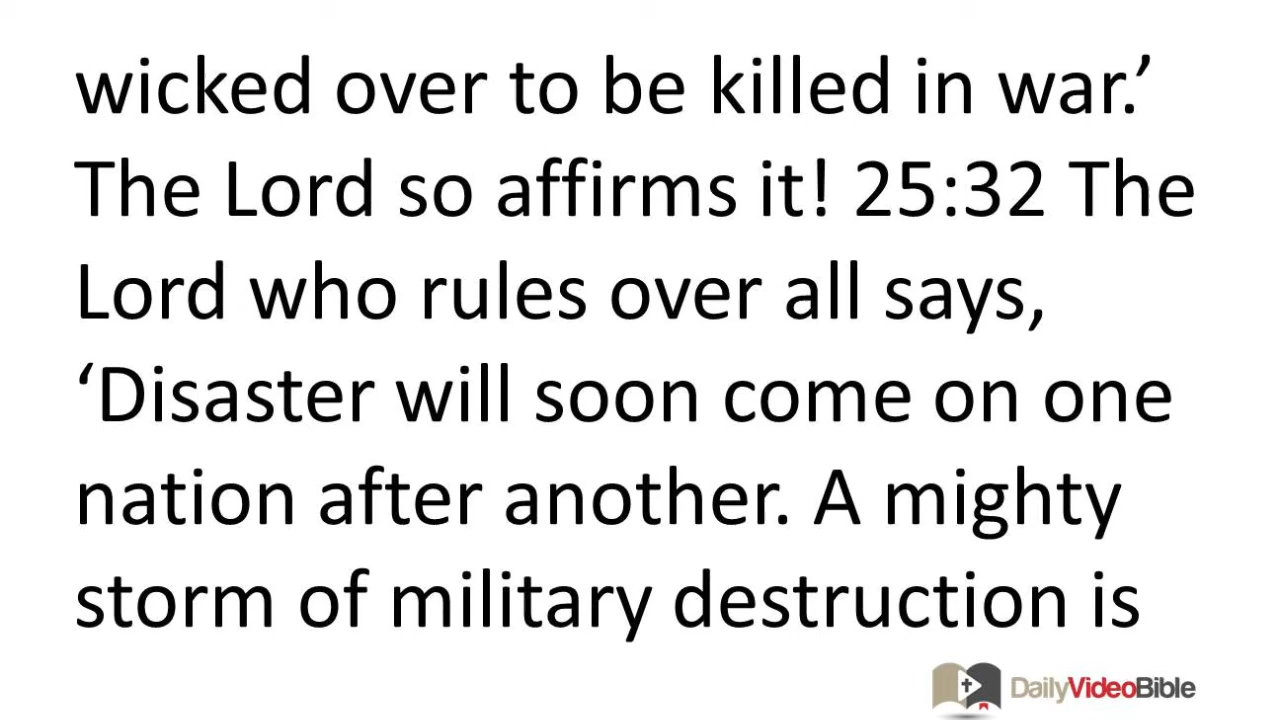 wicked over to be killed in war.’
The Lord so affirms it! 25:32 The
Lord who rules over all says,
‘Disaster will soon come on one
nation after another. A mighty
storm of military destruction is
DailyVideoBible